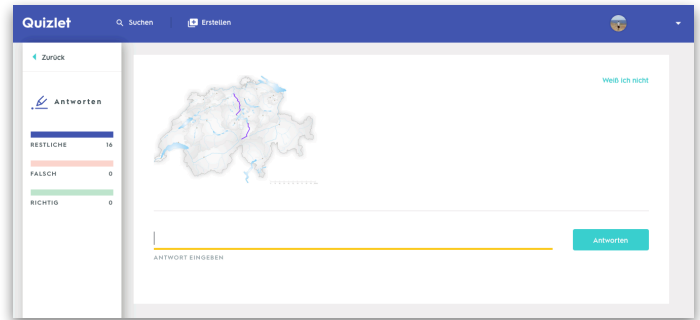 Quizlet
Suchen
Erstellen
Zurück
Weiß ich nicht
Antworten
RESTLICHE 16
FALSCH 0
RICHTIG 0
Antworten
ANTWORT EINGEBEN